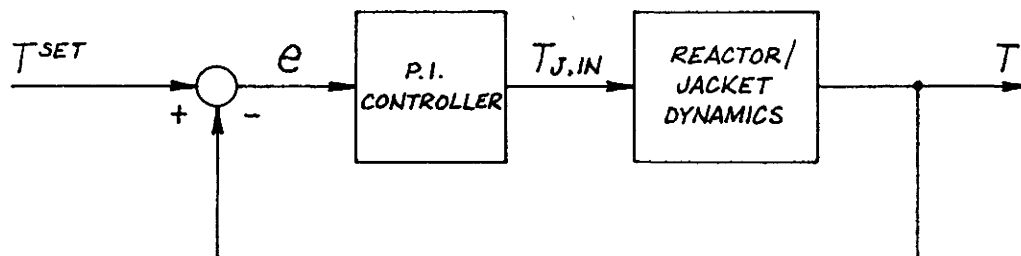 T^SET
+
-
e
P.I.
CONTROLLER
T_J,IN
REACTOR/
JACKET
DYNAMICS
T